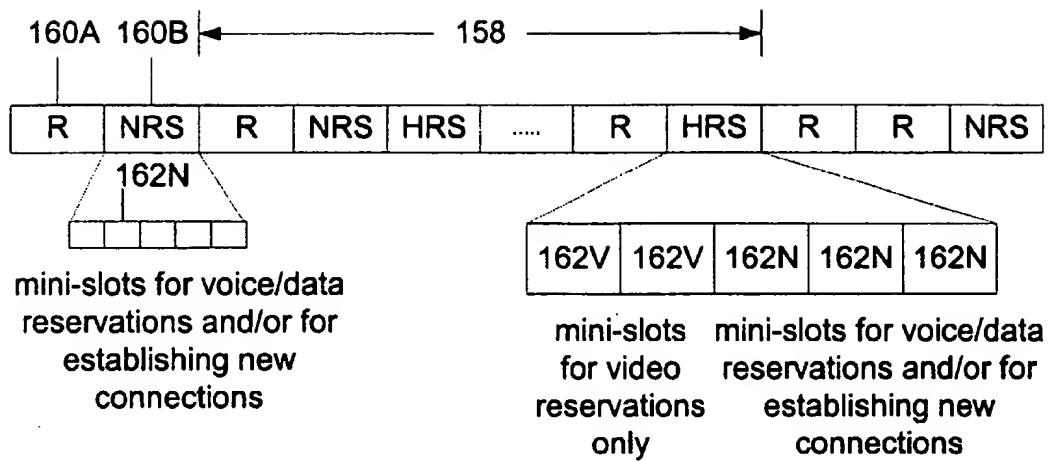 160A 160B 158
R NRS R NRS HRS ..... R HRS R R NRS
162N
162V 162V 162N 162N 162N
mini-slots for voice/data
reservations and/or for
establishing new
connections
mini-slots
for video
reservations
only
mini-slots for voice/data
reservations and/or for
establishing new
connections